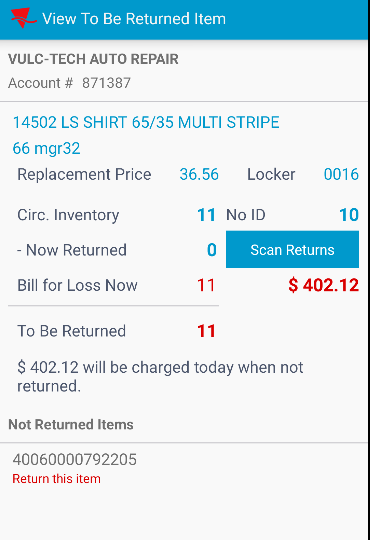 View To Be Returned Item
VULC-TECH AUTO REPAIR
Account # 871387
14502 LS SHIRT 65/35 MULTI STRIPE
66 mgr32
Replacement Price 36.56 Locker 0016
Circ. Inventory 11 No ID 10
- Now Returned 0 Scan Returns
Bill for Loss Now 11 $ 402.12
To Be Returned 11
$ 402.12 will be charged today when not
returned.
Not Returned Items
40060000792205
Return this item